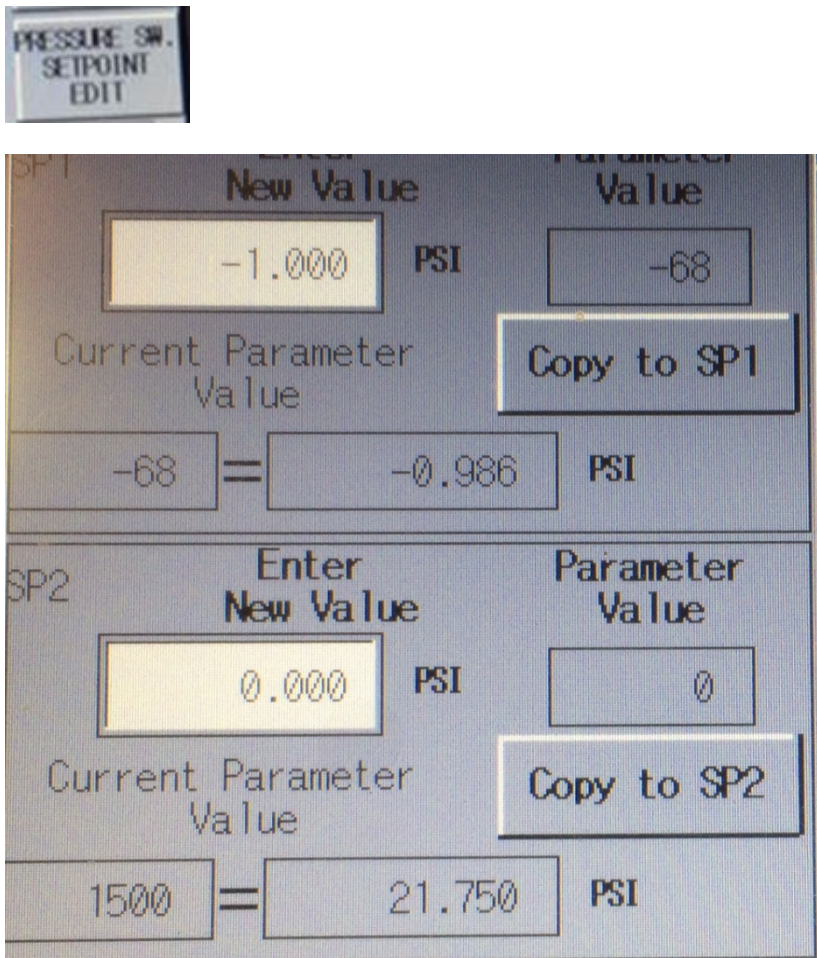 PRESSURE SW.
SETPOINT
EDIT
SP1 Enter Parameter
New Value Value
-1.000 PSI -68
Current Parameter Copy to SP1
Value
-68 = -0.986 PSI
SP2 Enter Parameter
New Value Value
0.000 PSI 0
Current Parameter Copy to SP2
Value
1500 = 21.750 PSI